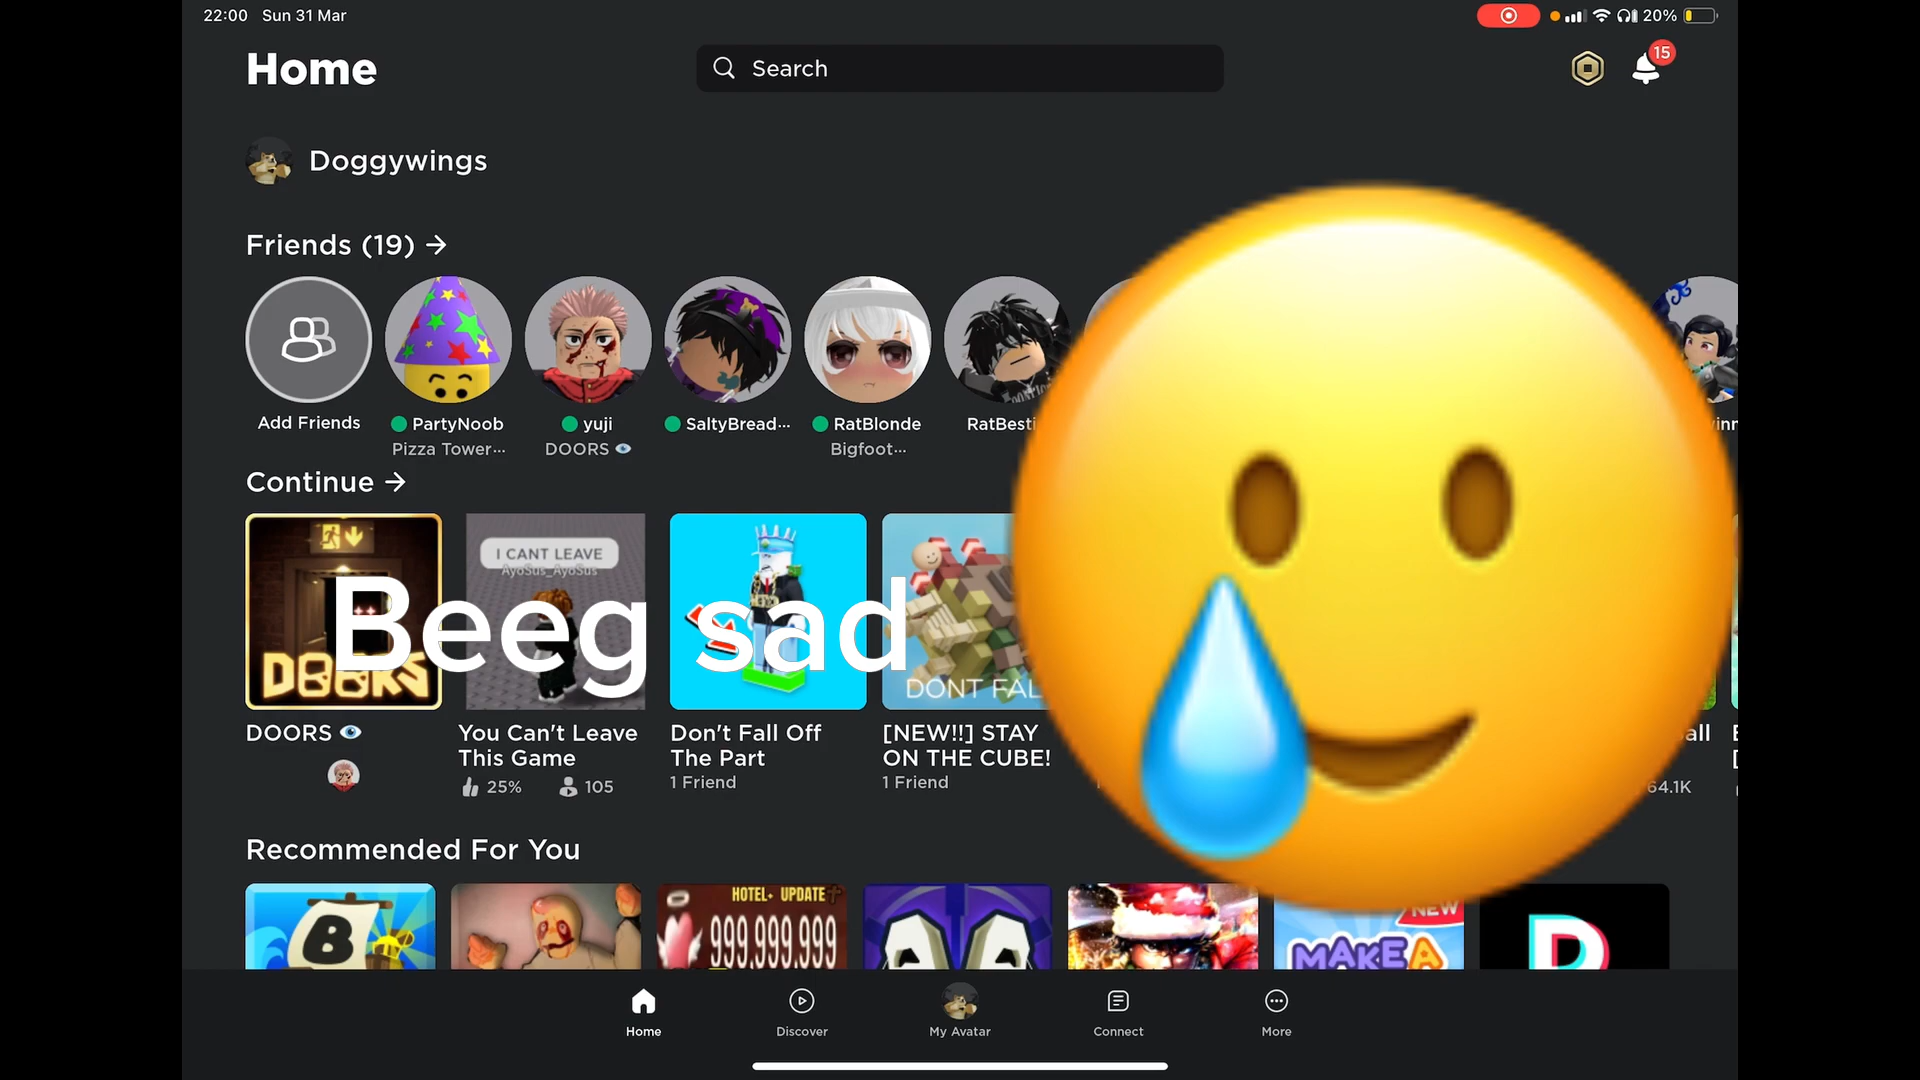 22:00 Sun 31 Mar
20%
Home
Search
15
Doggywings
Friends (19)
Add Friends
PartyNoob
yuji
SaltyBread...
RatBlonde
Pizza Tower...
DOORS
Bigfoot...
Continue
I CANT LEAVE
AyoSus_AyoSus
DOORS
Beeg sad
DOORS
You Can't Leave
This Game
Don't Fall Off
The Part
[NEW!!] STAY
ON THE CUBE!
25%
105
1 Friend
1 Friend
64.1K
Recommended For You
B
HOTEL+ UPDATE
999,999,999
NEW
MAKE A
Home
Discover
My Avatar
Connect
More